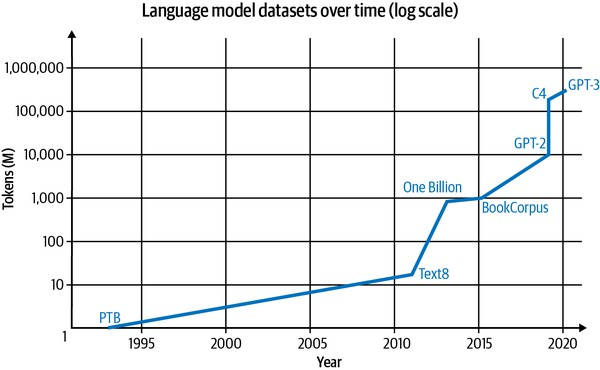 Language model datasets over time (log scale)
1,000,000
100,000
10,000
1,000
100
10
1
Tokens (M)
PTB
Text8
One Billion
BookCorpus
GPT-2
C4
GPT-3
1995
2000
2005
2010
2015
2020
Year